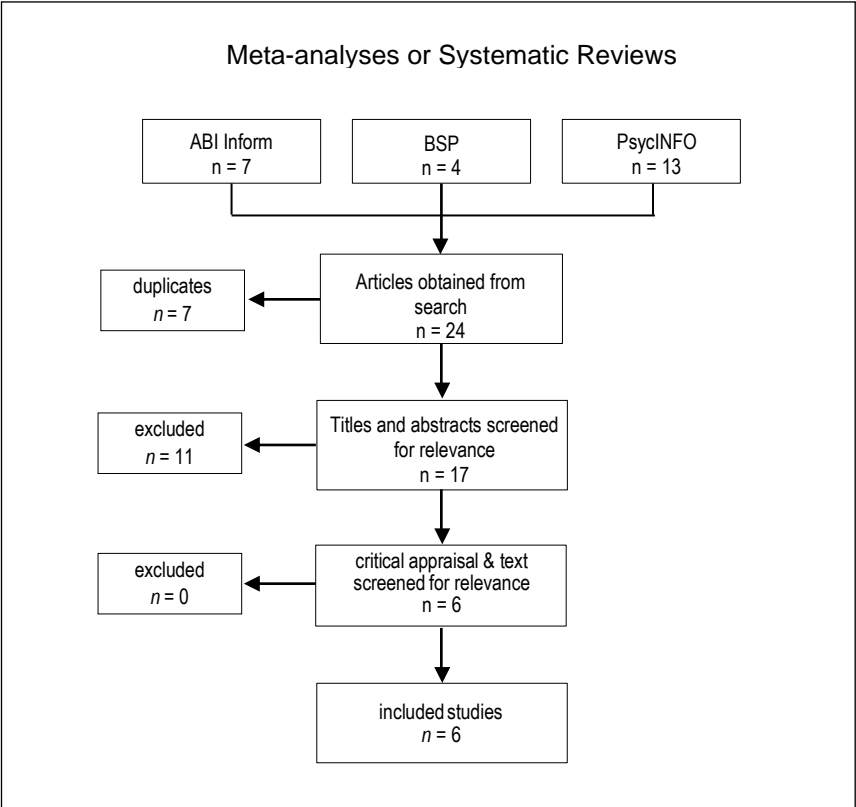 Meta-analyses or Systematic Reviews
ABI Inform
n = 7
BSP
n = 4
PsycINFO
n = 13
Articles obtained from
search
n = 24
duplicates
n = 7
Titles and abstracts screened
for relevance
n = 17
excluded
n = 11
critical appraisal & text
screened for relevance
n = 6
excluded
n = 0
included studies
n = 6